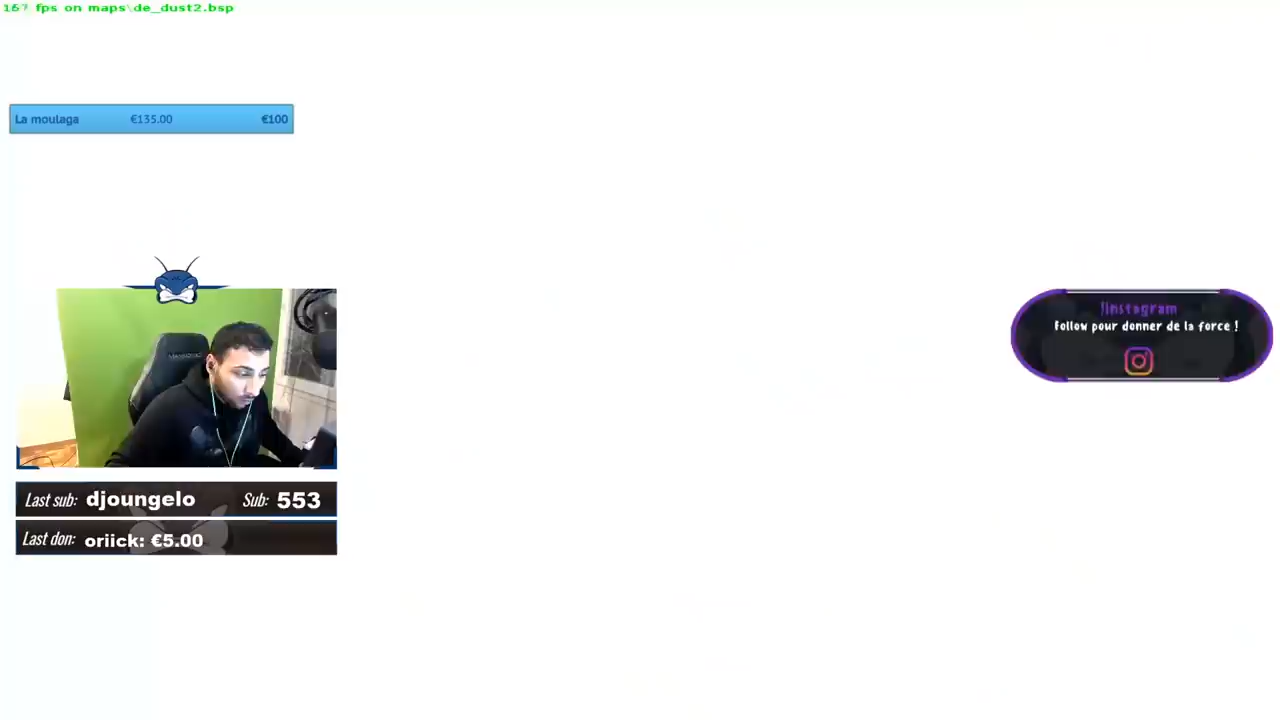 167 fps on maps\de_dust2.bsp
La moulaga €135.00 €100
!Instagram
Follow pour donner de la force !
Last sub: djoungelo Sub: 553
Last don: oriick: €5.00